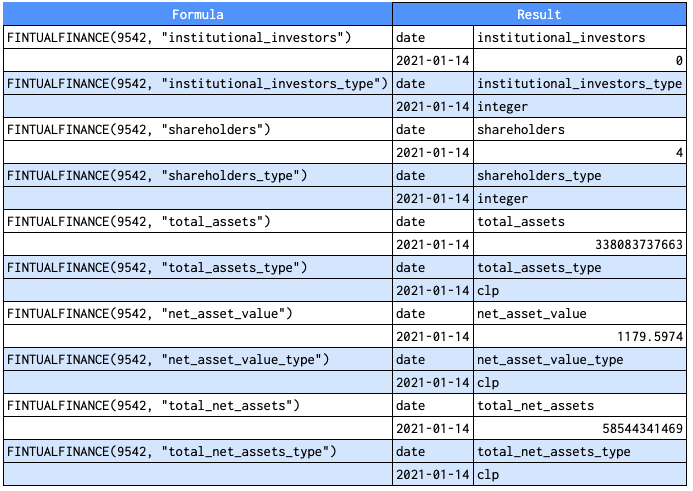 Formula Result
FINTUALFINANCE(9542, "institutional_investors") date institutional_investors
2021-01-14 0
FINTUALFINANCE(9542, "institutional_investors_type") date institutional_investors_type
2021-01-14 integer
FINTUALFINANCE(9542, "shareholders") date shareholders
2021-01-14 4
FINTUALFINANCE(9542, "shareholders_type") date shareholders_type
2021-01-14 integer
FINTUALFINANCE(9542, "total_assets") date total_assets
2021-01-14 338083737663
FINTUALFINANCE(9542, "total_assets_type") date total_assets_type
2021-01-14 clp
FINTUALFINANCE(9542, "net_asset_value") date net_asset_value
2021-01-14 1179.5974
FINTUALFINANCE(9542, "net_asset_value_type") date net_asset_value_type
2021-01-14 clp
FINTUALFINANCE(9542, "total_net_assets") date total_net_assets
2021-01-14 58544341469
FINTUALFINANCE(9542, "total_net_assets_type") date total_net_assets_type
2021-01-14 clp